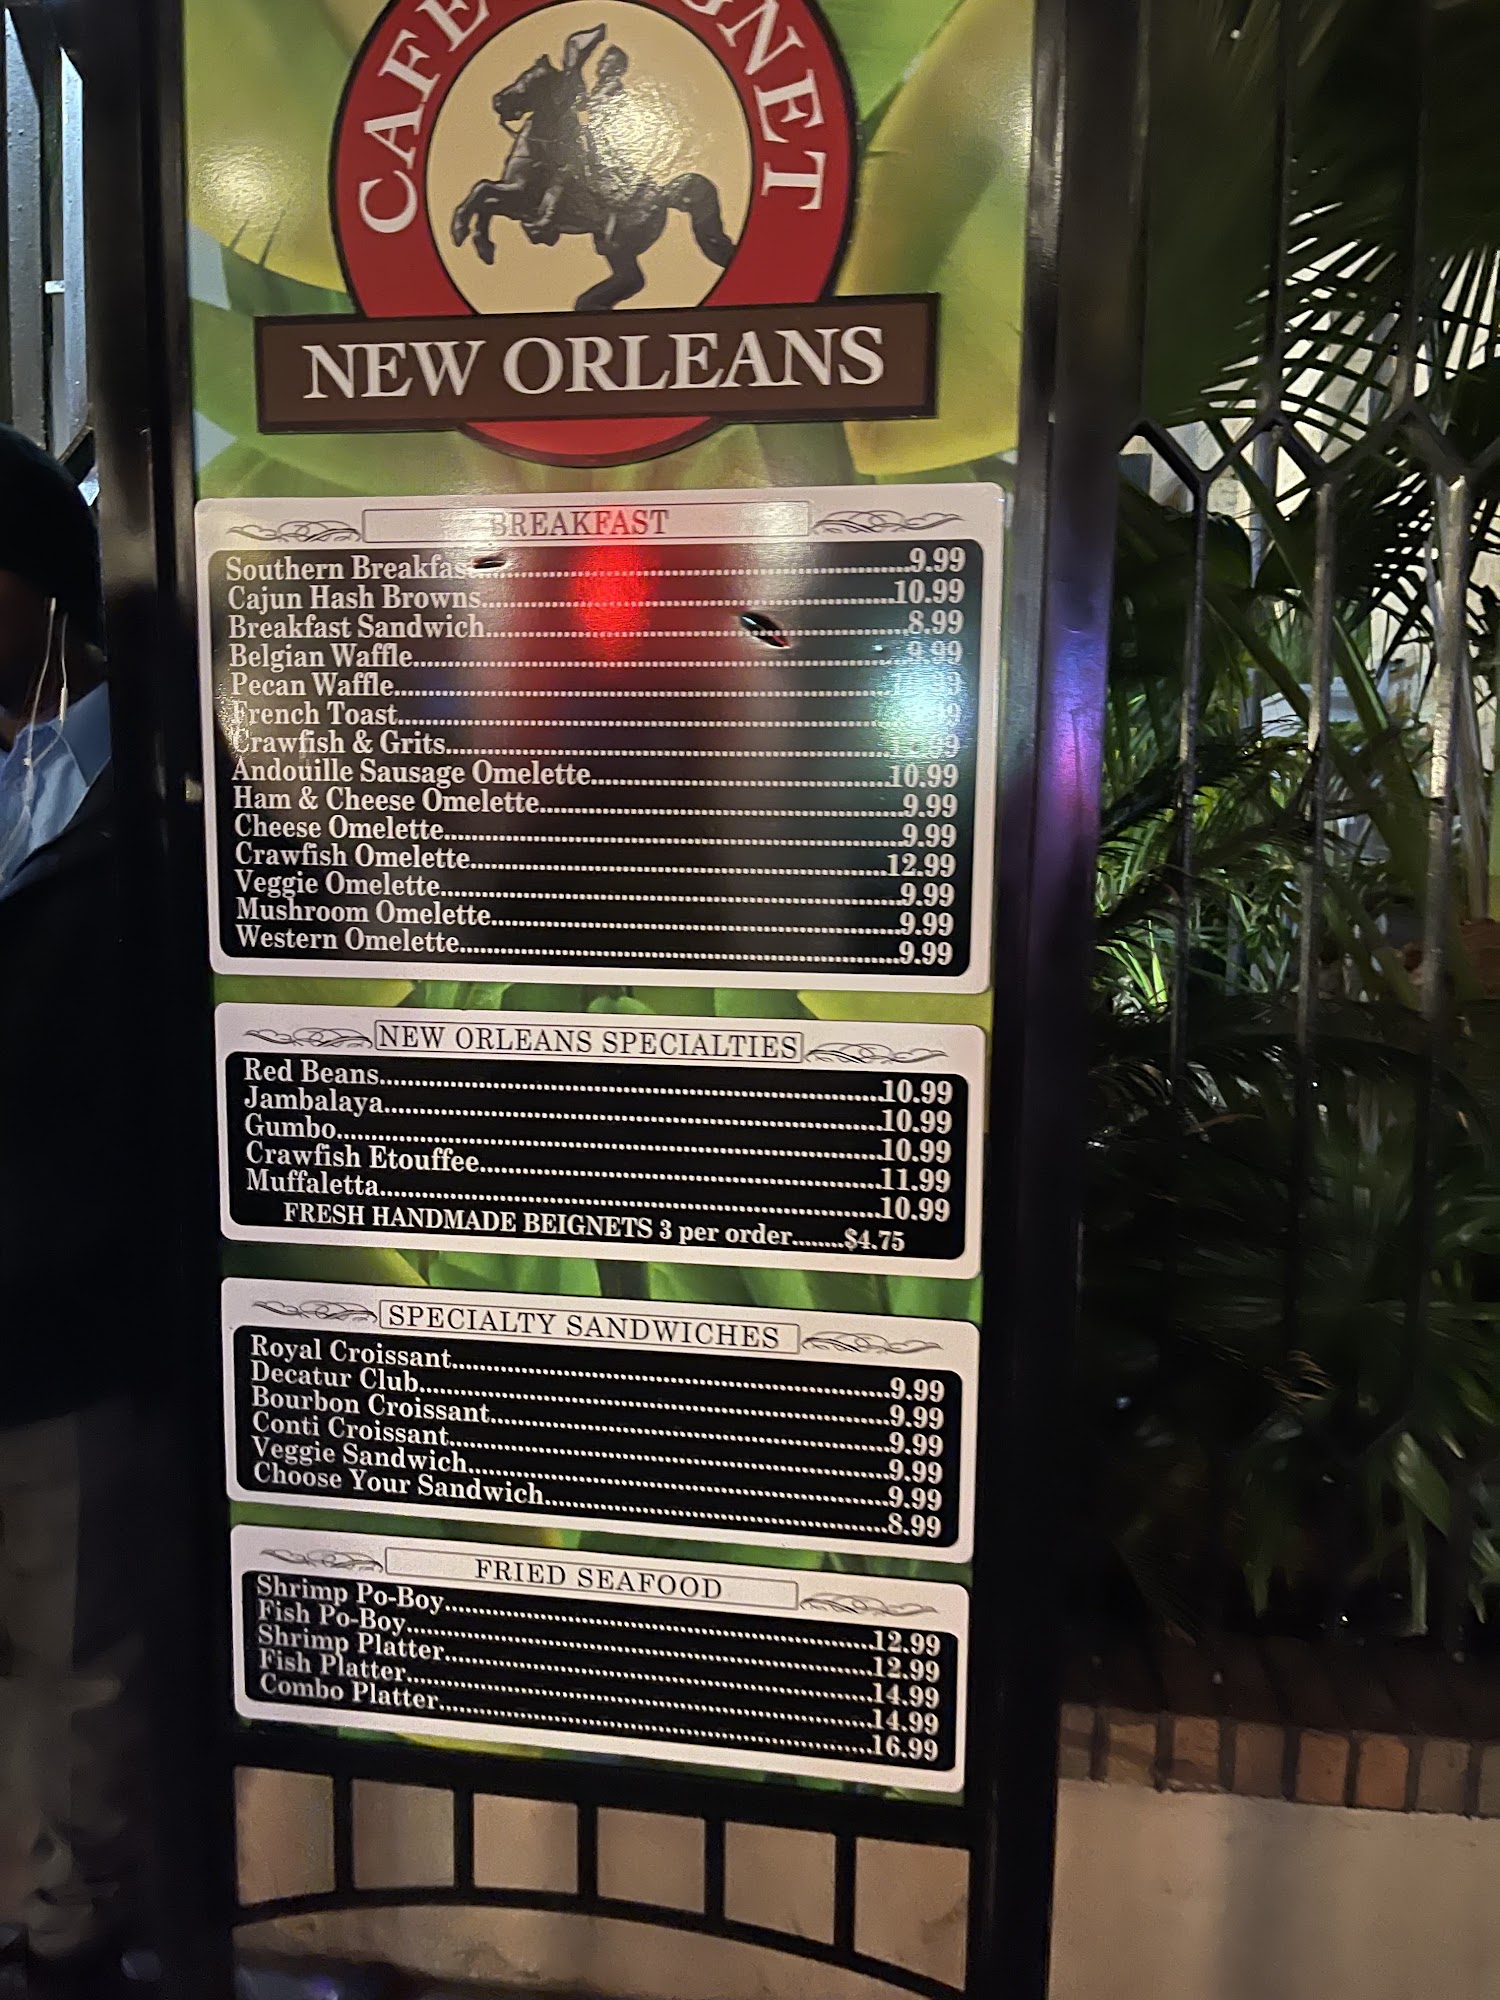 CAFE
NEW ORLEANS
BREAKFAST
Southern Breakfast........9.99
Cajun Hash Browns........10.99
Breakfast Sandwich........8.99
Belgian Waffle........9.99
Pecan Waffle........
French Toast........
Crawfish & Grits........
Andouille Sausage Omelette........10.99
Ham & Cheese Omelette........9.99
Cheese Omelette........9.99
Crawfish Omelette........12.99
Veggie Omelette........9.99
Mushroom Omelette........9.99
Western Omelette........9.99
NEW ORLEANS SPECIALTIES
Red Beans........10.99
Jambalaya........10.99
Gumbo........10.99
Crawfish Etouffee........11.99
Muffaletta........10.99
FRESH HANDMADE BEIGNETS 3 per order........$4.75
SPECIALTY SANDWICHES
Royal Croissant........9.99
Decatur Club........9.99
Bourbon Croissant........9.99
Conti Croissant........9.99
Veggie Sandwich........9.99
Choose Your Sandwich........8.99
FRIED SEAFOOD
Shrimp Po-Boy........12.99
Fish Po-Boy........12.99
Shrimp Platter........14.99
Fish Platter........14.99
Combo Platter........16.99